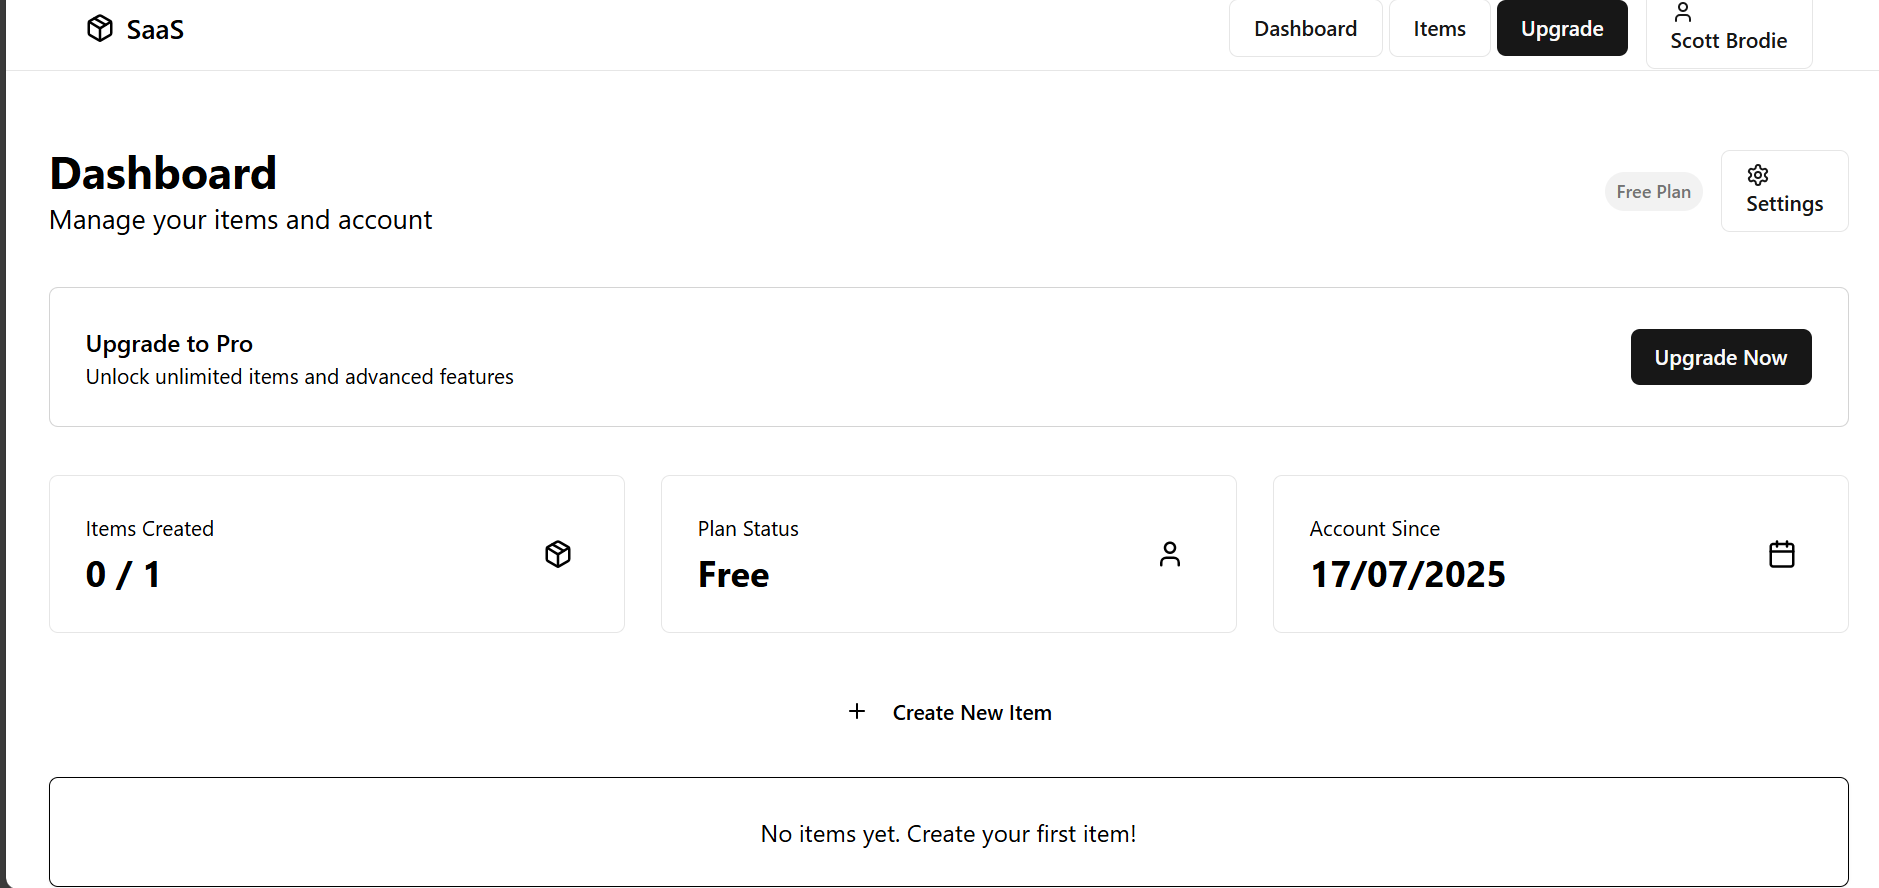 SaaS
Dashboard
Items
Upgrade
Scott Brodie
Dashboard
Manage your items and account
Free Plan
Settings
Upgrade to Pro
Unlock unlimited items and advanced features
Upgrade Now
Items Created
0 / 1
Plan Status
Free
Account Since
17/07/2025
Create New Item
No items yet. Create your first item!